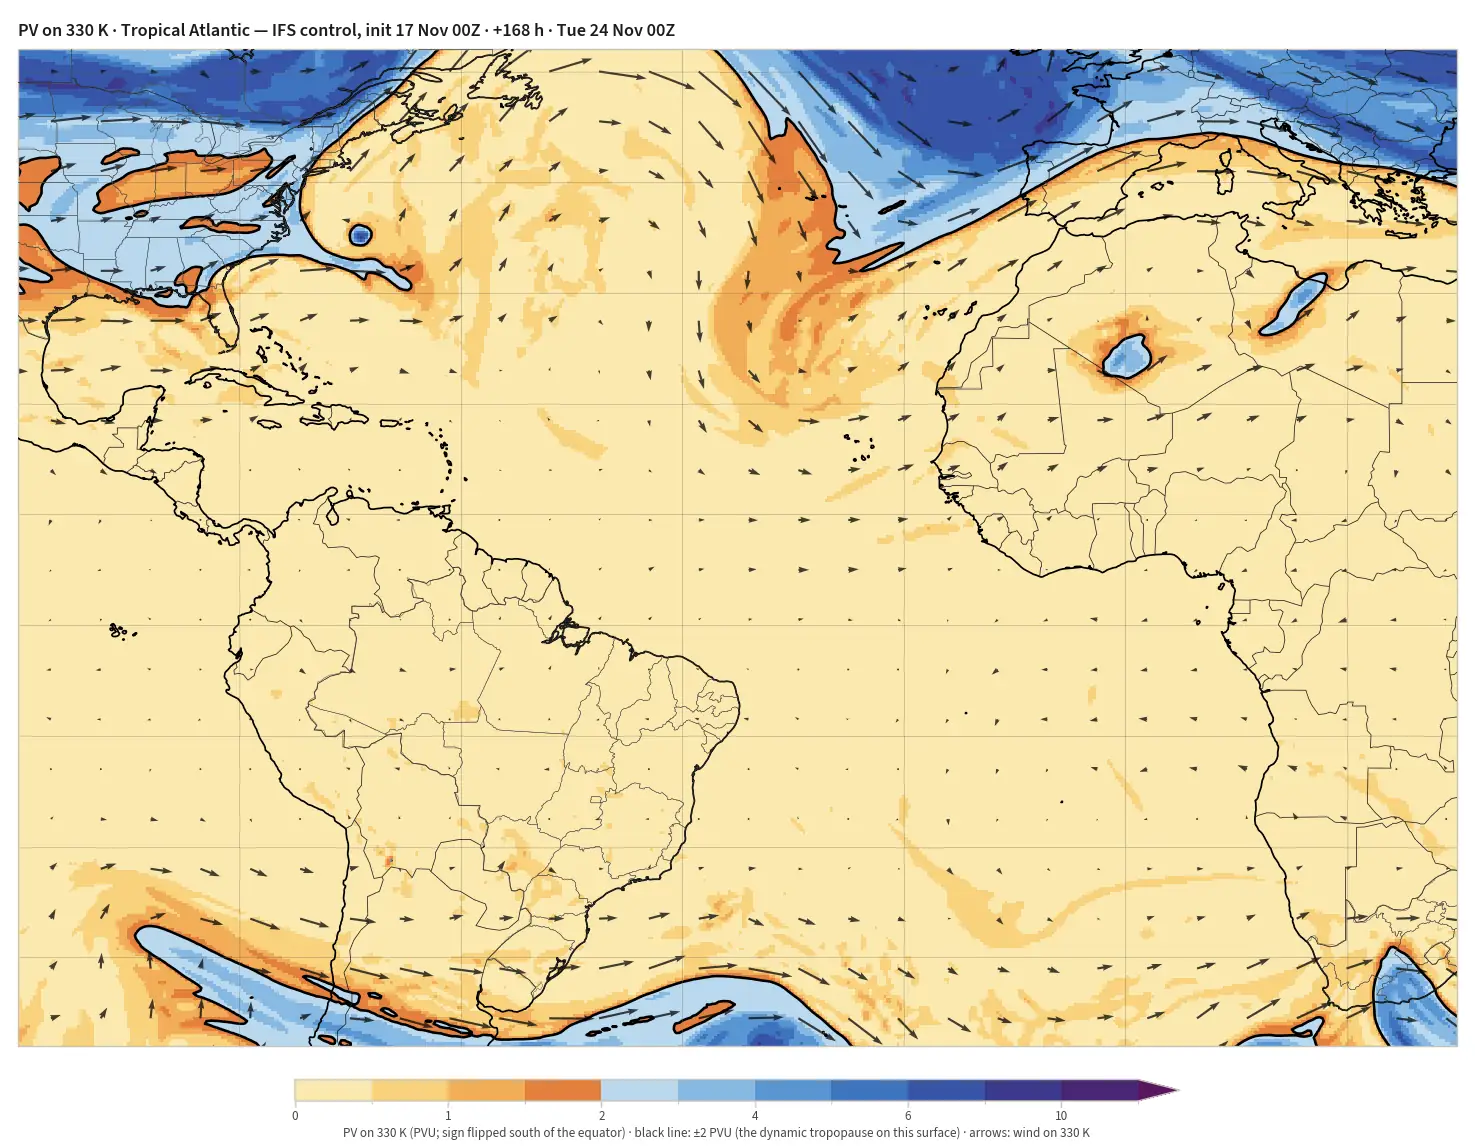 PV on 330 K · Tropical Atlantic — IFS control, init 17 Nov 00Z · +168 h · Tue 24 Nov 00Z
0 1 2 4 6 10
PV on 330 K (PVU; sign flipped south of the equator) · black line: ±2 PVU (the dynamic tropopause on this surface) · arrows: wind on 330 K